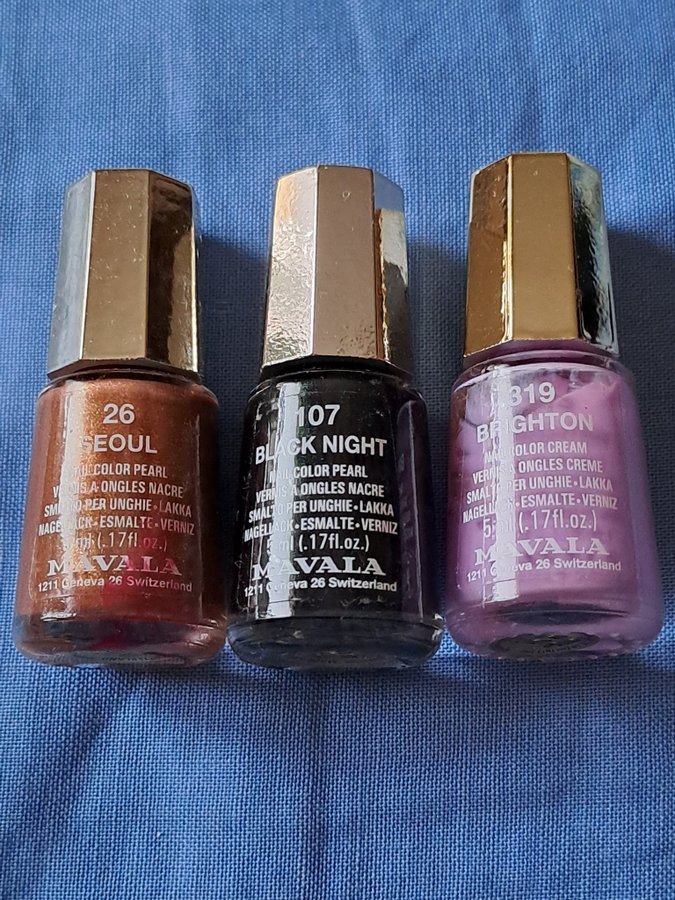 26
SEOUL
NAIL COLOR PEARL
VERNIS A ONGLES NACRE
SMALTO PER UNGHIE•LAKKA
NAGELLACK•ESMALTE•VERNIZ
5 ml (.17fl.oz.)
MAVALA
1211 Geneva 26 Switzerland
107
BLACK NIGHT
NAIL COLOR PEARL
VERNIS A ONGLES NACRE
SMALTO PER UNGHIE•LAKKA
NAGELLACK•ESMALTE•VERNIZ
5 ml (.17fl.oz.)
MAVALA
1211 Geneva 26 Switzerland
319
BRIGHTON
NAIL COLOR CREAM
VERNIS A ONGLES CREME
SMALTO PER UNGHIE•LAKKA
NAGELLACK•ESMALTE•VERNIZ
5 ml (.17fl.oz.)
MAVALA
1211 Geneva 26 Switzerland